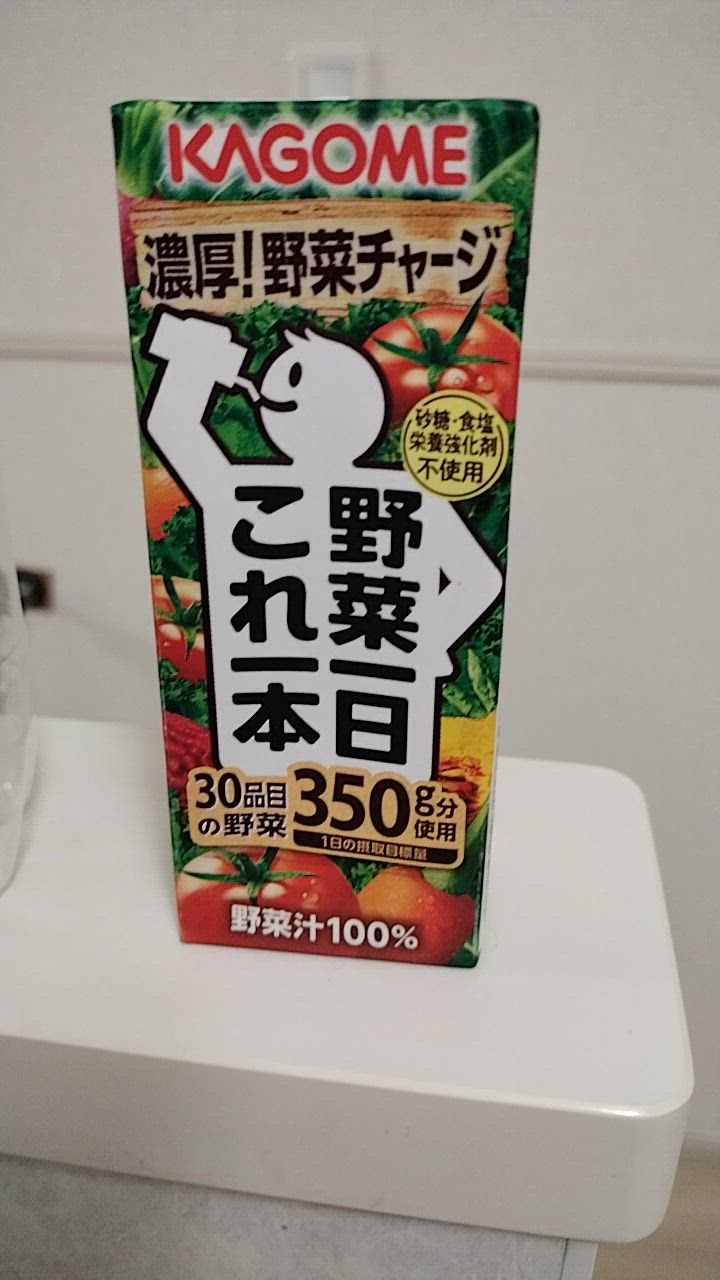 KAGOME
濃厚!野菜チャージ
砂糖・食塩
栄養強化剤
不使用
野菜一日
これ一本
30品目
の野菜
350g分
使用
1日の摂取目標量
野菜汁100%